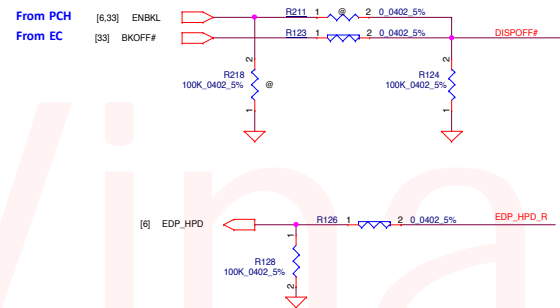 From PCH [6,33] ENBKL R211 1 @ 2 0_0402_5%
From EC [33] BKOFF# R123 1 2 0_0402_5% DISPOFF#
2 2
R218 R124
100K_0402_5% @ 100K_0402_5%
1 1
Vina
[6] EDP_HPD R126 1 2 0_0402_5% EDP_HPD_R
1
R128
100K_0402_5%
2